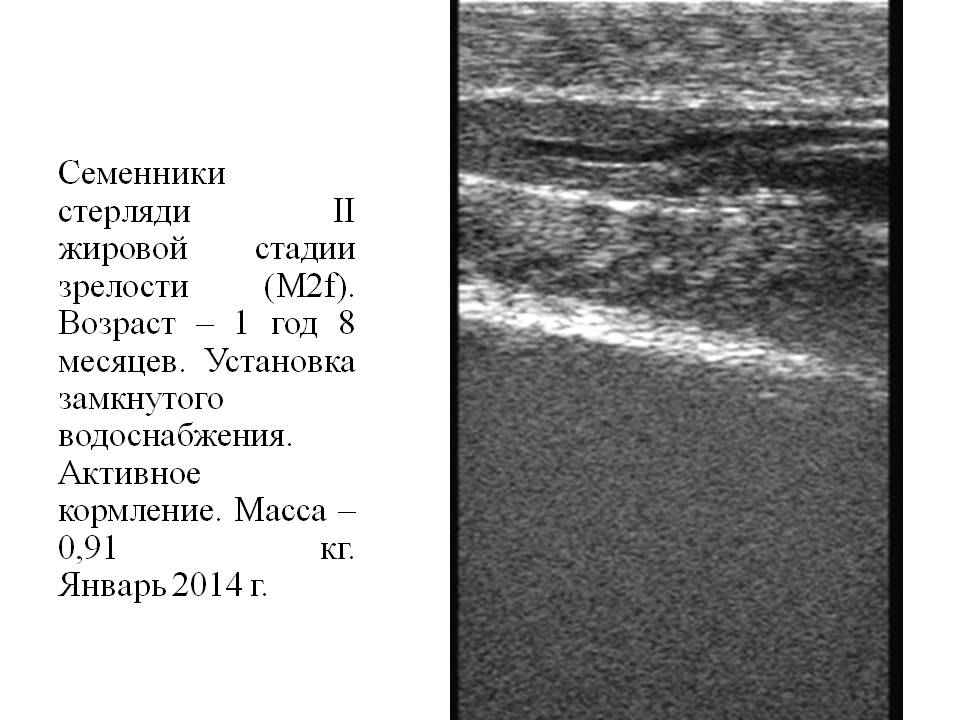 Семенники
стерляди II
жировой стадии
зрелости (M2f).
Возраст – 1 год 8
месяцев. Установка
замкнутого
водоснабжения.
Активное
кормление. Масса –
0,91 кг.
Январь 2014 г.